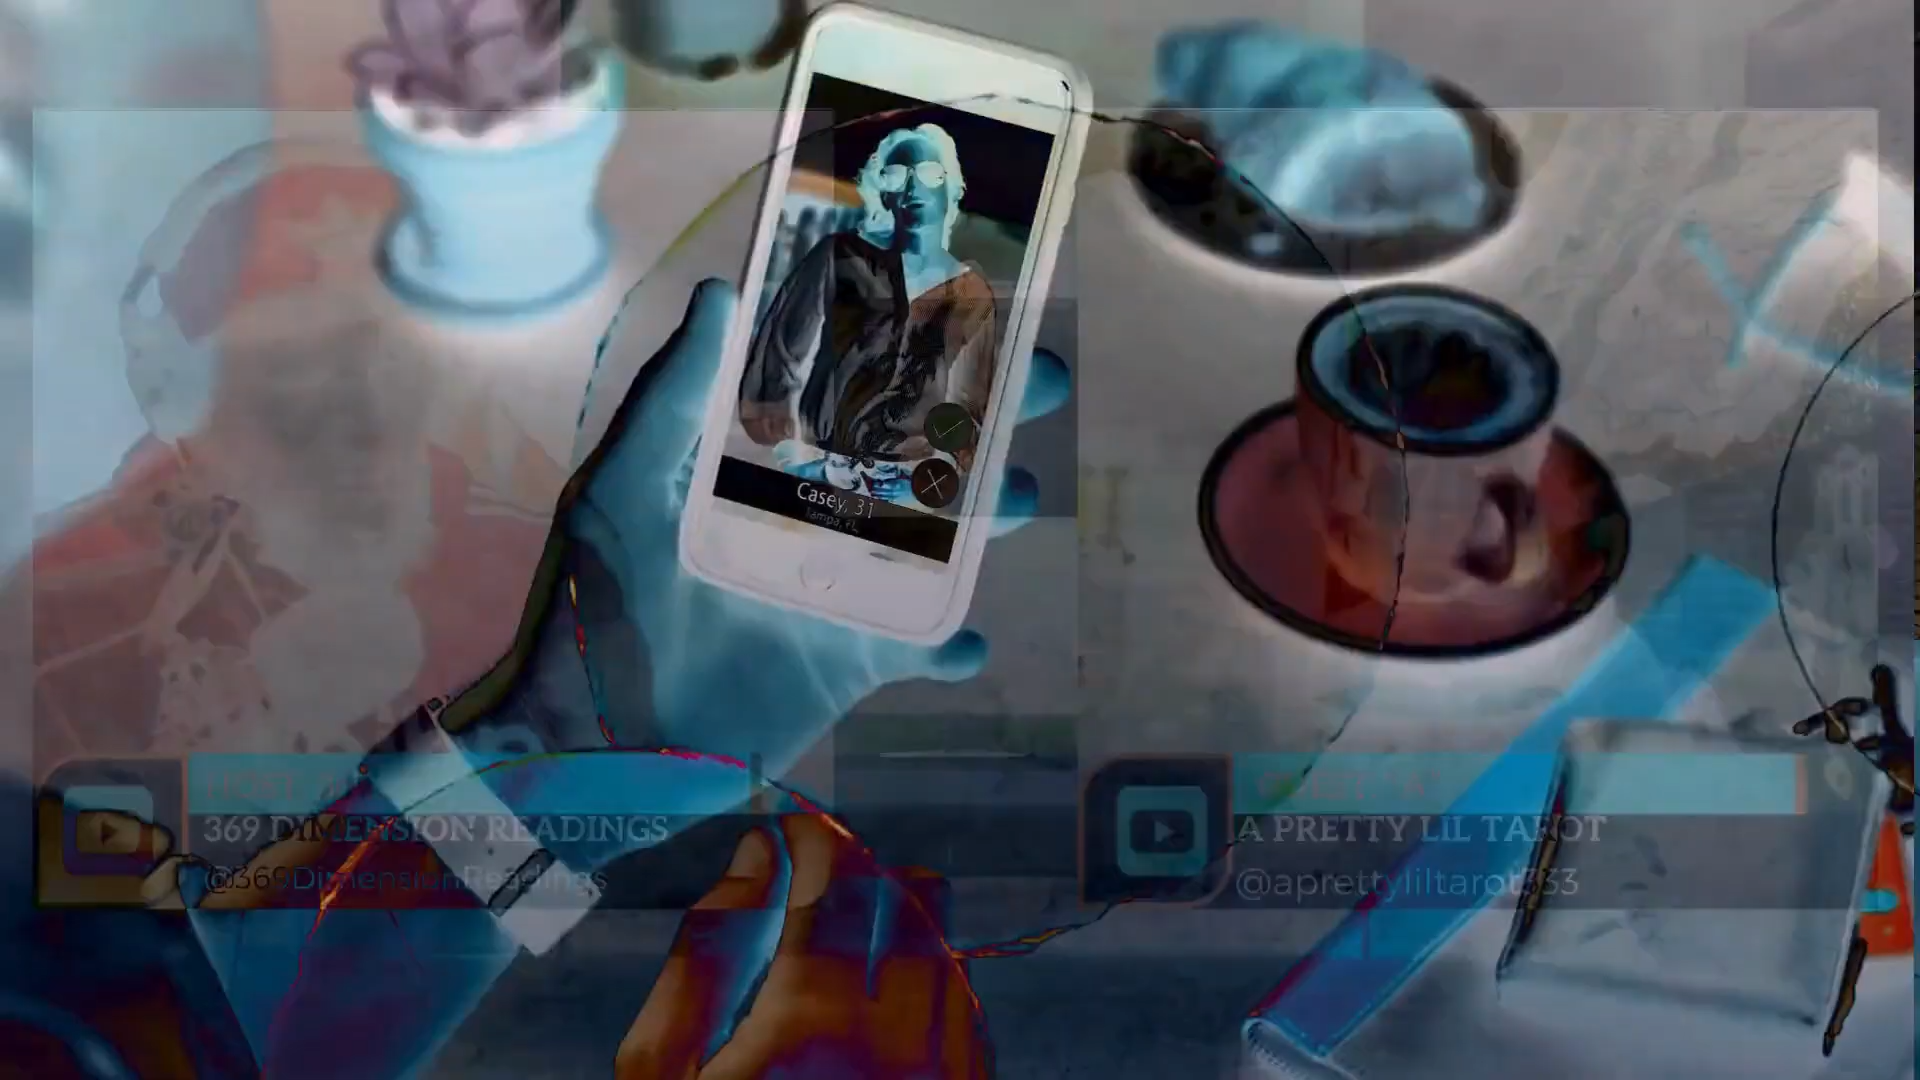 Casey, 31
Tampa, FL
369 DIMENSION READINGS
@369DimensionReadings
A PRETTY LIL TAROT
@aprettyliltarot333